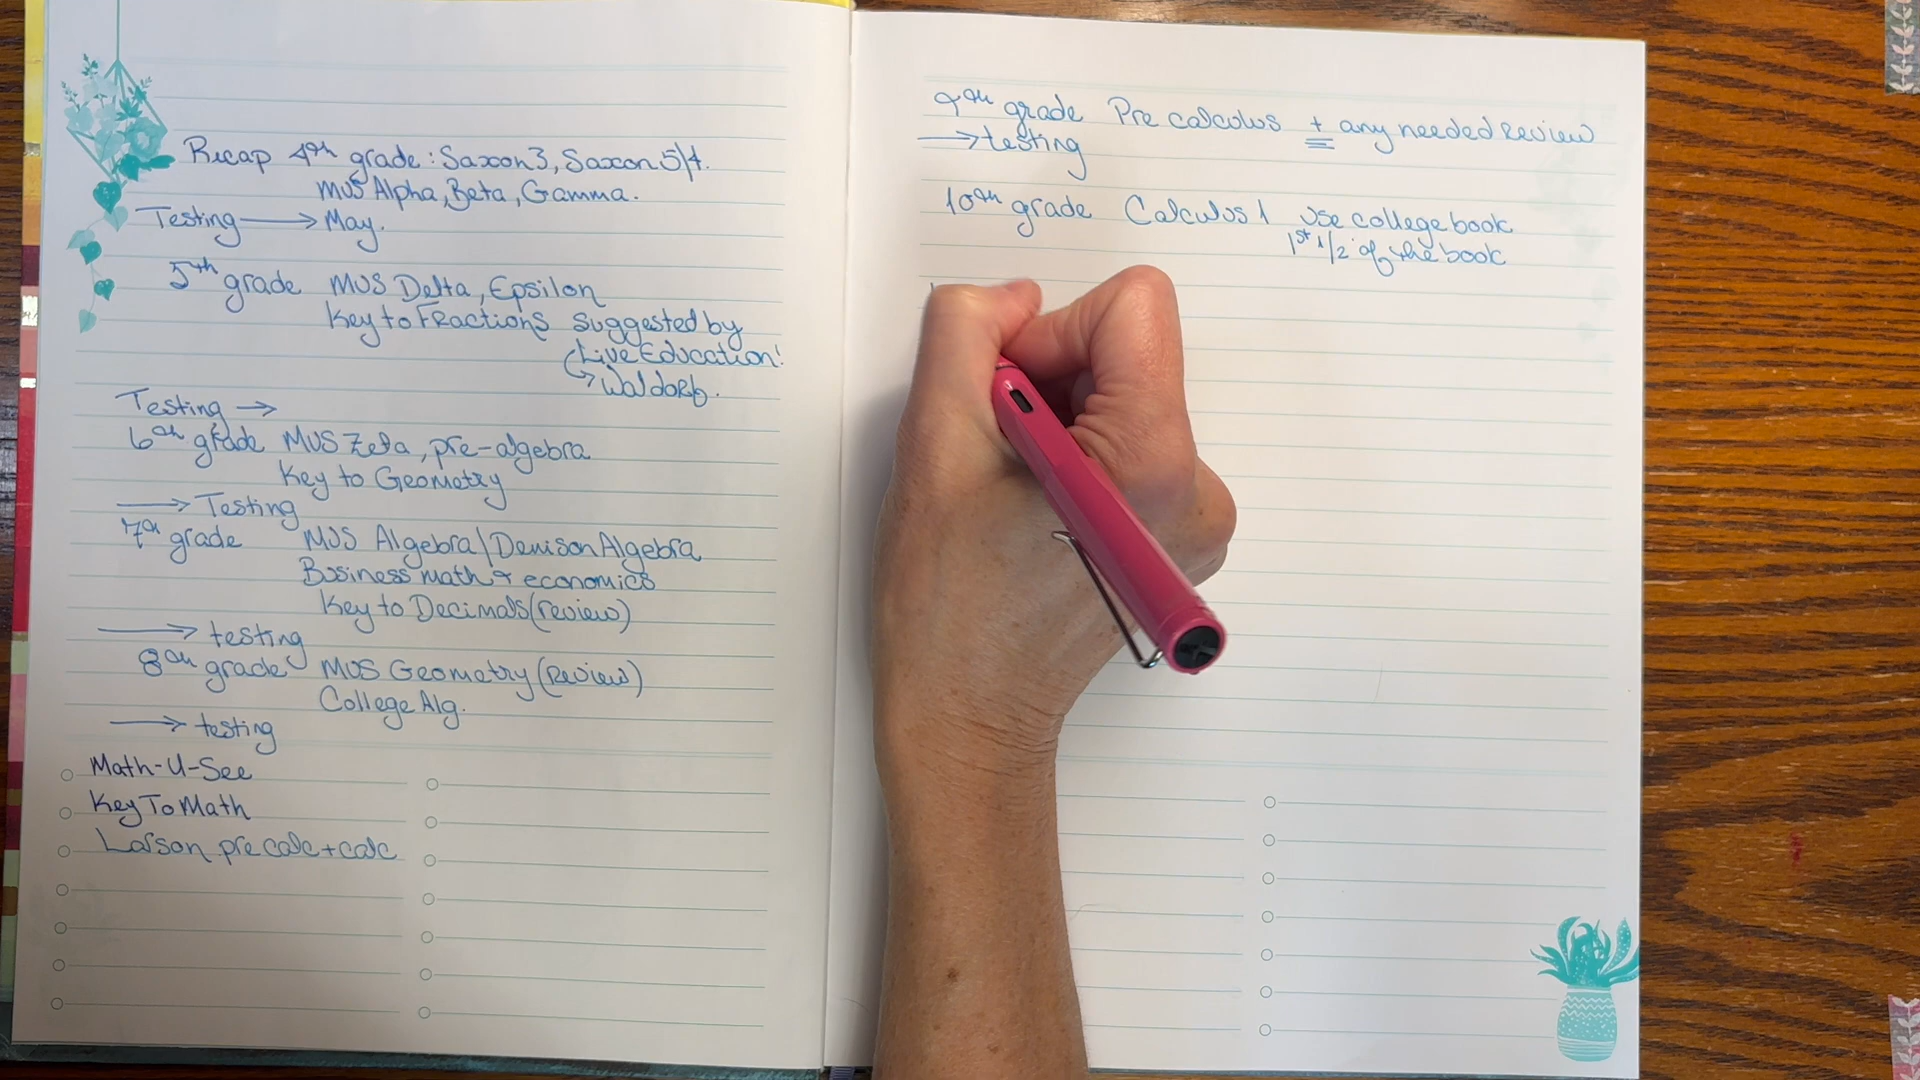 Recap 4th grade: Saxon 3, Saxon 5/4.
MUS Alpha, Beta, Gamma.
Testing → May.
5th grade MUS Delta, Epsilon
Key to Fractions suggested by
Live Education!
→ Waldorf.
Testing →
6th grade MUS Zeta, pre-algebra
Key to Geometry
→ Testing
7th grade MUS Algebra/Denison Algebra
Business math & economics
Key to Decimals (review)
→ testing
8th grade MUS Geometry (Review)
College Alg.
→ testing
Math-U-See
Key To Math
Larson pre calc + calc
9th grade Pre calculus + any needed Review
→ testing
10th grade Calculus 1 use college book
1st 1/2 of the book